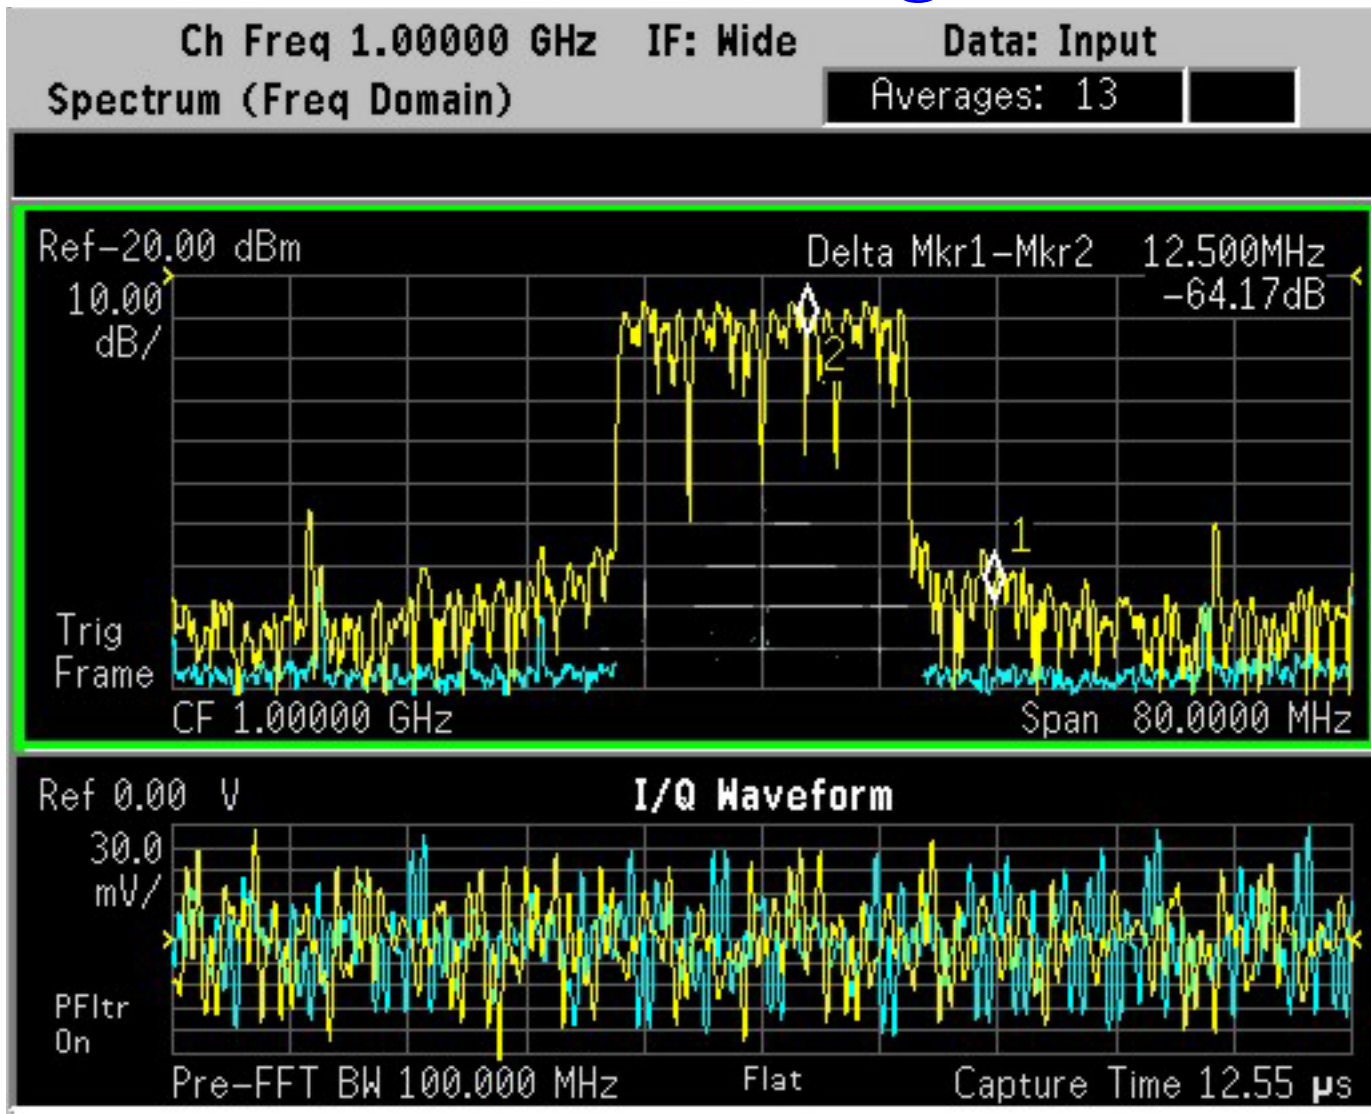 Ch Freq 1.00000 GHz IF: Wide Data: Input
Spectrum (Freq Domain) Averages: 13
Ref-20.00 dBm Delta Mkr1-Mkr2 12.500MHz
10.00 -64.17dB
dB/
2
1
Trig
Frame
CF 1.00000 GHz Span 80.0000 MHz
Ref 0.00 V I/Q Waveform
30.0
mV/
PFltr
On
Pre-FFT BW 100.000 MHz Flat Capture Time 12.55 µs